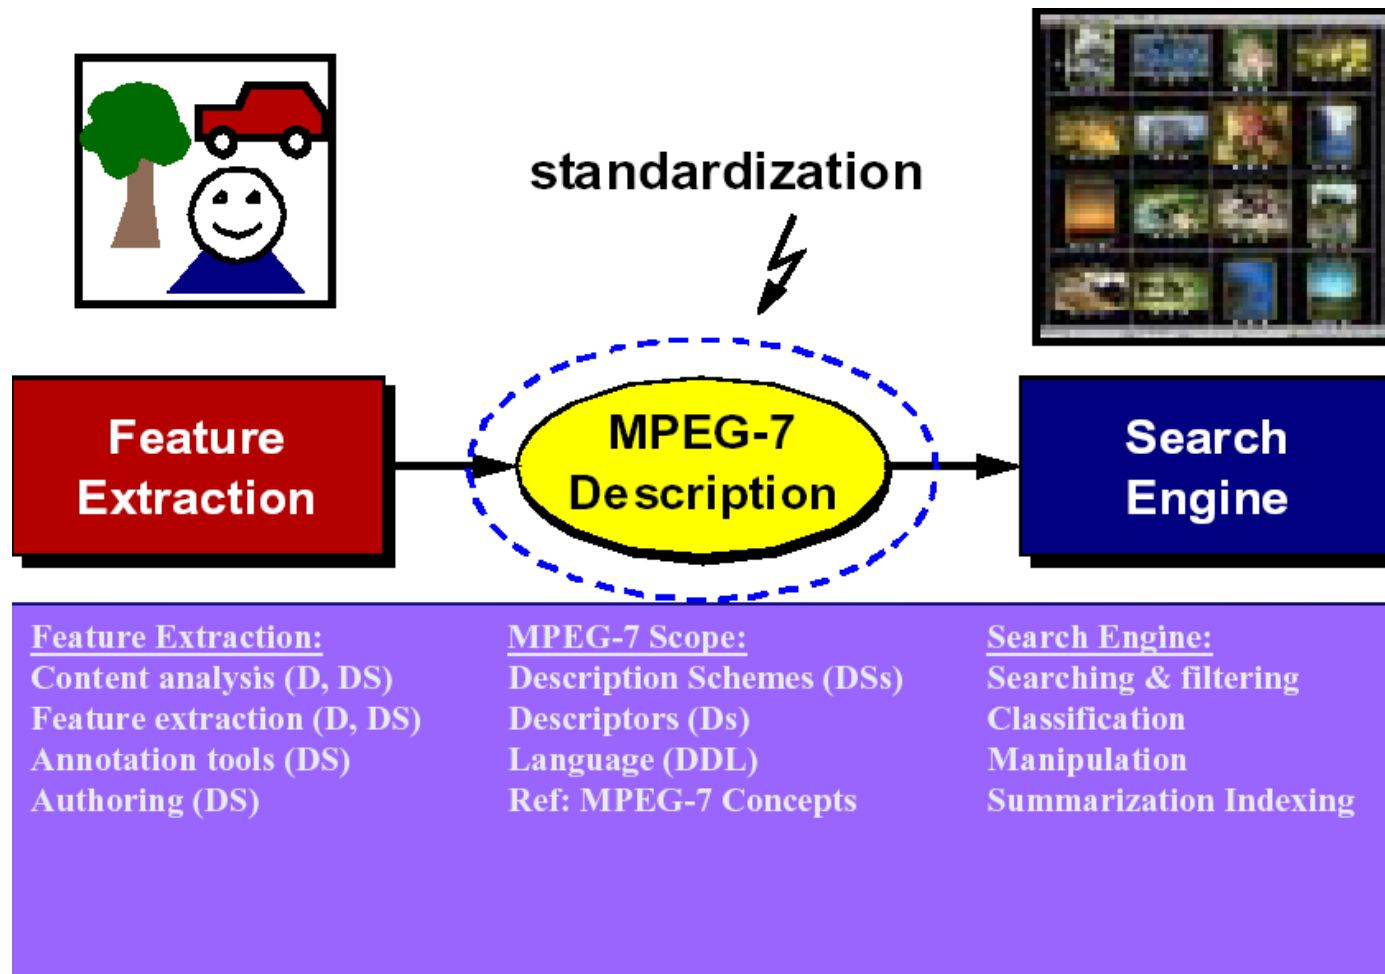 standardization
Feature
Extraction
MPEG-7
Description
Search
Engine
Feature Extraction:
Content analysis (D, DS)
Feature extraction (D, DS)
Annotation tools (DS)
Authoring (DS)
MPEG-7 Scope:
Description Schemes (DSs)
Descriptors (Ds)
Language (DDL)
Ref: MPEG-7 Concepts
Search Engine:
Searching & filtering
Classification
Manipulation
Summarization Indexing